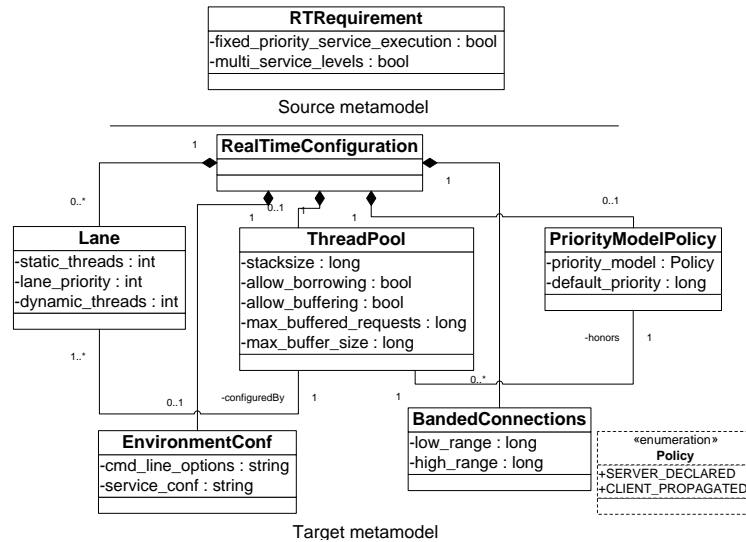 RTRequirement
-fixed_priority_service_execution : bool
-multi_service_levels : bool
Source metamodel
RealTimeConfiguration
1
1
0..1
1
1
1
0..*
0..1
Lane
-static_threads : int
-lane_priority : int
-dynamic_threads : int
ThreadPool
-stacksize : long
-allow_borrowing : bool
-allow_buffering : bool
-max_buffered_requests : long
-max_buffer_size : long
PriorityModelPolicy
-priority_model : Policy
-default_priority : long
-honors
1
1..*
0..*
0..1
-configuredBy
1
1
EnvironmentConf
-cmd_line_options : string
-service_conf : string
BandedConnections
-low_range : long
-high_range : long
«enumeration»
Policy
+SERVER_DECLARED
+CLIENT_PROPAGATED
Target metamodel